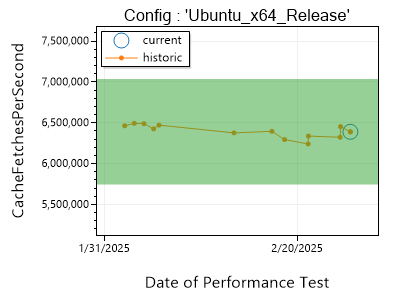 Config : 'Ubuntu_x64_Release'
current
historic
CacheFetchesPerSecond
7,500,000
7,000,000
6,500,000
6,000,000
5,500,000
1/31/2025
2/20/2025
Date of Performance Test